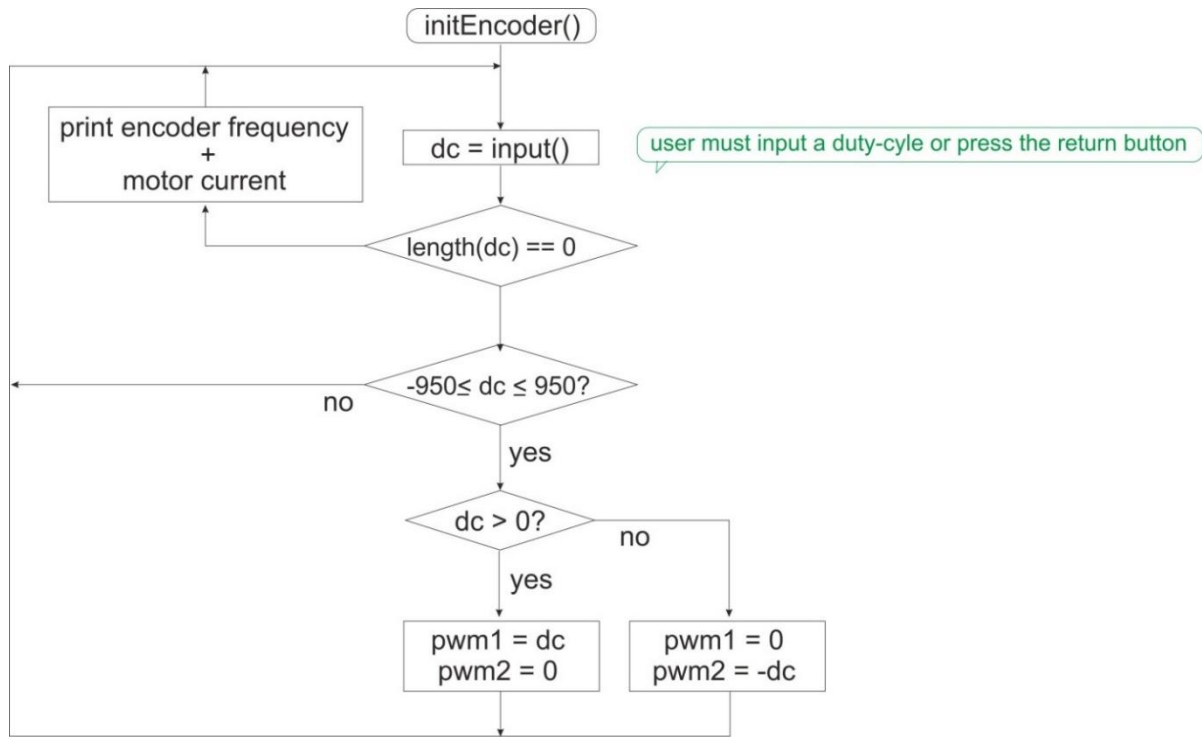 initEncoder()
print encoder frequency
+
motor current
dc = input()
user must input a duty-cyle or press the return button
length(dc) == 0
-950≤ dc ≤ 950?
no
yes
dc > 0?
no
yes
pwm1 = dc
pwm2 = 0
pwm1 = 0
pwm2 = -dc